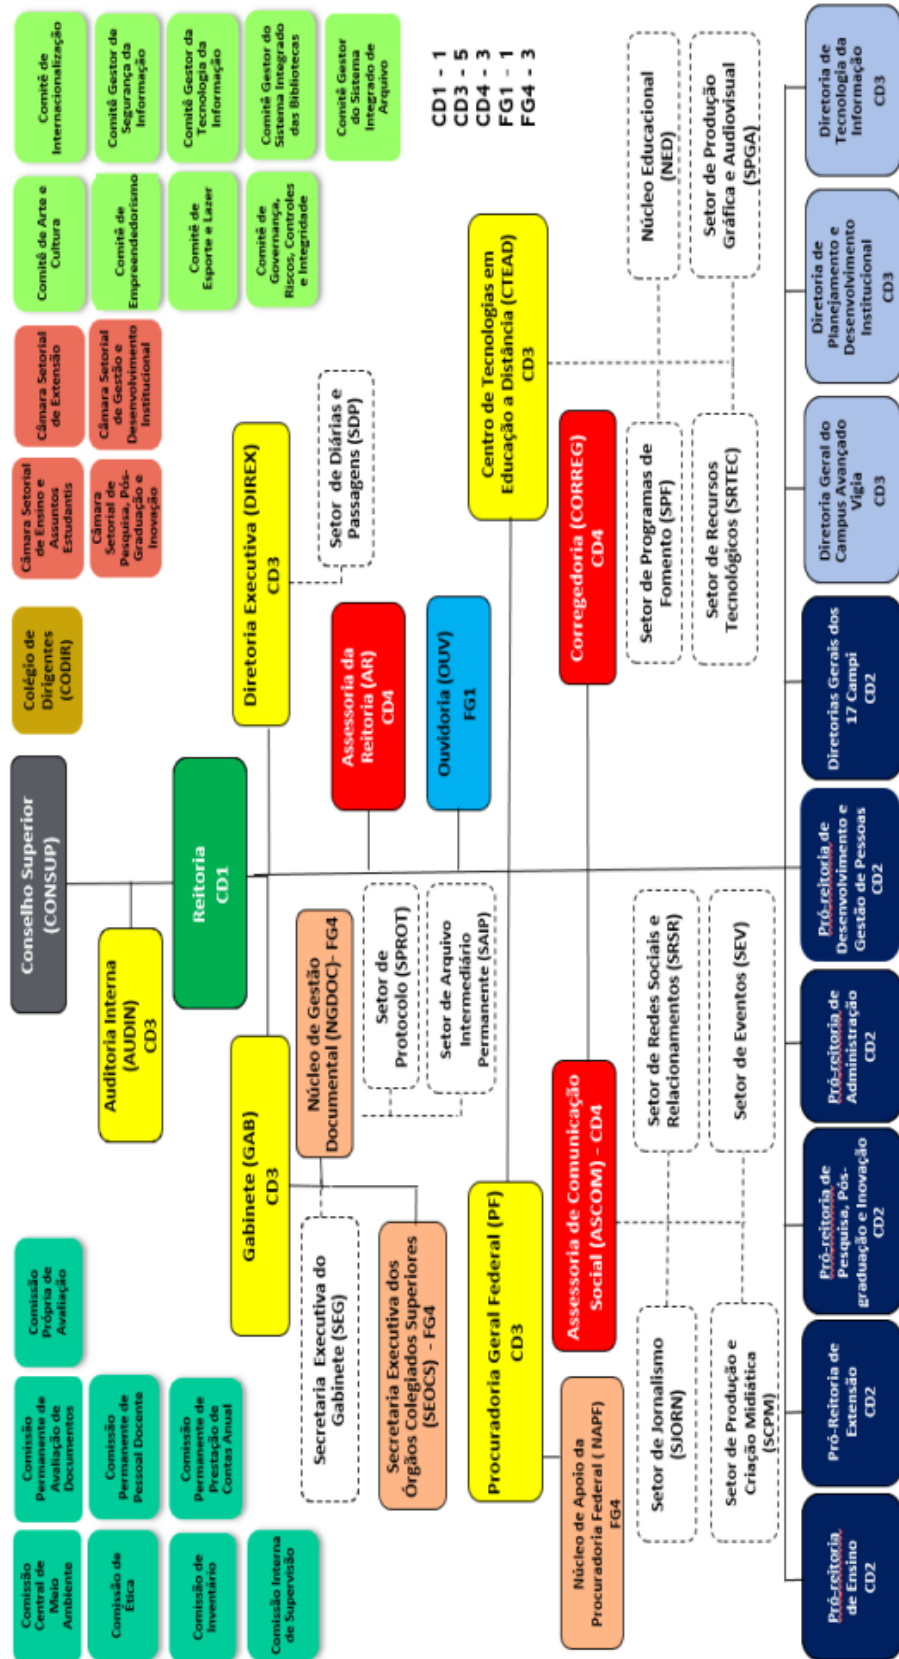 Comissão
Central de
Meio
Ambiente
Comissão
Permanente de
Avaliação de
Documentos
Comissão
Própria de
Avaliação
Comissão de
Ética
Comissão
Permanente de
Pessoal Docente
Comissão de
Inventário
Comissão
Permanente de
Prestação de
Contas Anual
Comissão Interna
de Supervisão
Conselho Superior
(CONSUP)
Colégio de
Dirigentes
(CODIR)
Câmara Setorial
de Ensino e
Assuntos
Estudantis
Câmara Setorial
de Extensão
Câmara
Setorial de
Pesquisa, Pós-
Graduação e
Inovação
Câmara Setorial
de Gestão e
Desenvolvimento
Institucional
Comitê de Arte e
Cultura
Comitê de
Internacionalização
Comitê de
Empreendedorismo
Comitê Gestor de
Segurança da
Informação
Comitê de
Esporte e Lazer
Comitê Gestor da
Tecnologia da
Informação
Comitê de
Governança,
Riscos, Controles
e Integridade
Comitê Gestor do
Sistema Integrado
das Bibliotecas
Comitê Gestor
do Sistema
Integrado de
Arquivo
Auditoria Interna
(AUDIN)
CD3
Reitoria
CD1
Gabinete (GAB)
CD3
Diretoria Executiva (DIREX)
CD3
Secretaria Executiva do
Gabinete (SEG)
Núcleo de Gestão
Documental (NGDOC)- FG4
Setor de Diárias e
Passagens (SDP)
Secretaria Executiva dos
Órgãos Colegiados Superiores
(SEOCS) - FG4
Setor de
Protocolo (SPROT)
Setor de Arquivo
Intermediário
Permanente (SAIP)
Assessoria da
Reitoria (AR)
CD4
Ouvidoria (OUV)
FG1
CD1 - 1
CD3 - 5
CD4 - 3
FG1 - 1
FG4 - 3
Procuradoria Geral Federal (PF)
CD3
Centro de Tecnologias em
Educação a Distância (CTEAD)
CD3
Núcleo de Apoio da
Procuradoria Federal ( NAPF)
FG4
Assessoria de Comunicação
Social (ASCOM) - CD4
Corregedoria (CORREG)
CD4
Setor de Jornalismo
(SJORN)
Setor de Redes Sociais e
Relacionamentos (SRSR)
Setor de Programas de
Fomento (SPF)
Núcleo Educacional
(NED)
Setor de Produção e
Criação Midiática
(SCPM)
Setor de Eventos (SEV)
Setor de Recursos
Tecnológicos (SRTEC)
Setor de Produção
Gráfica e Audiovisual
(SPGA)
Pró-reitoria
de Ensino
CD2
Pró-Reitoria de
Extensão
CD2
Pró-reitoria de
Pesquisa, Pós-
graduação e Inovação
CD2
Pró-reitoria de
Administração
CD2
Pró-reitoria de
Desenvolvimento e
Gestão de Pessoas
CD2
Diretorias Gerais dos
17 Campi
CD2
Diretoria Geral do
Campus Avançado
Vigia
CD3
Diretoria de
Planejamento e
Desenvolvimento
Institucional
CD3
Diretoria de
Tecnologia da
Informação
CD3